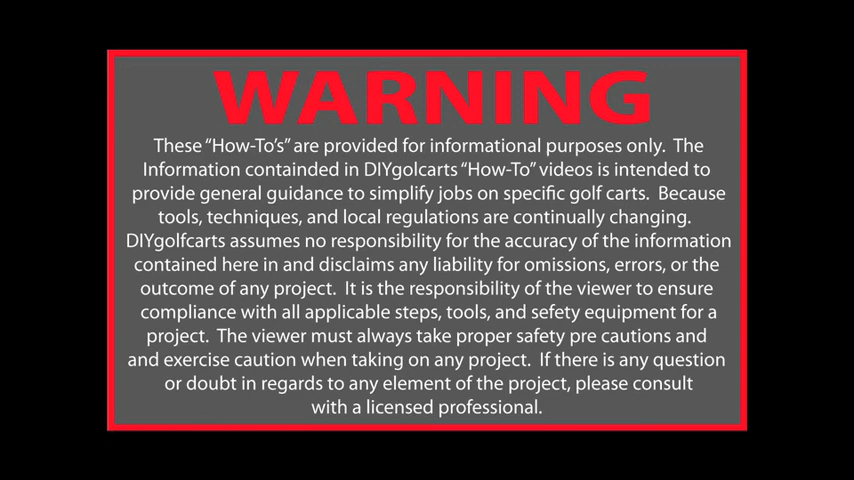 WARNING
These “How-To’s” are provided for informational purposes only.  The
Information containded in DIYgolcarts “How-To” videos is intended to
provide general guidance to simplify jobs on specific golf carts.  Because
tools, techniques, and local regulations are continually changing.
DIYgolfcarts assumes no responsibility for the accuracy of the information
contained here in and disclaims any liability for omissions, errors, or the
outcome of any project.  It is the responsibility of the viewer to ensure
compliance with all applicable steps, tools, and sefety equipment for a
project.  The viewer must always take proper safety pre cautions and
and exercise caution when taking on any project.  If there is any question
or doubt in regards to any element of the project, please consult
with a licensed professional.